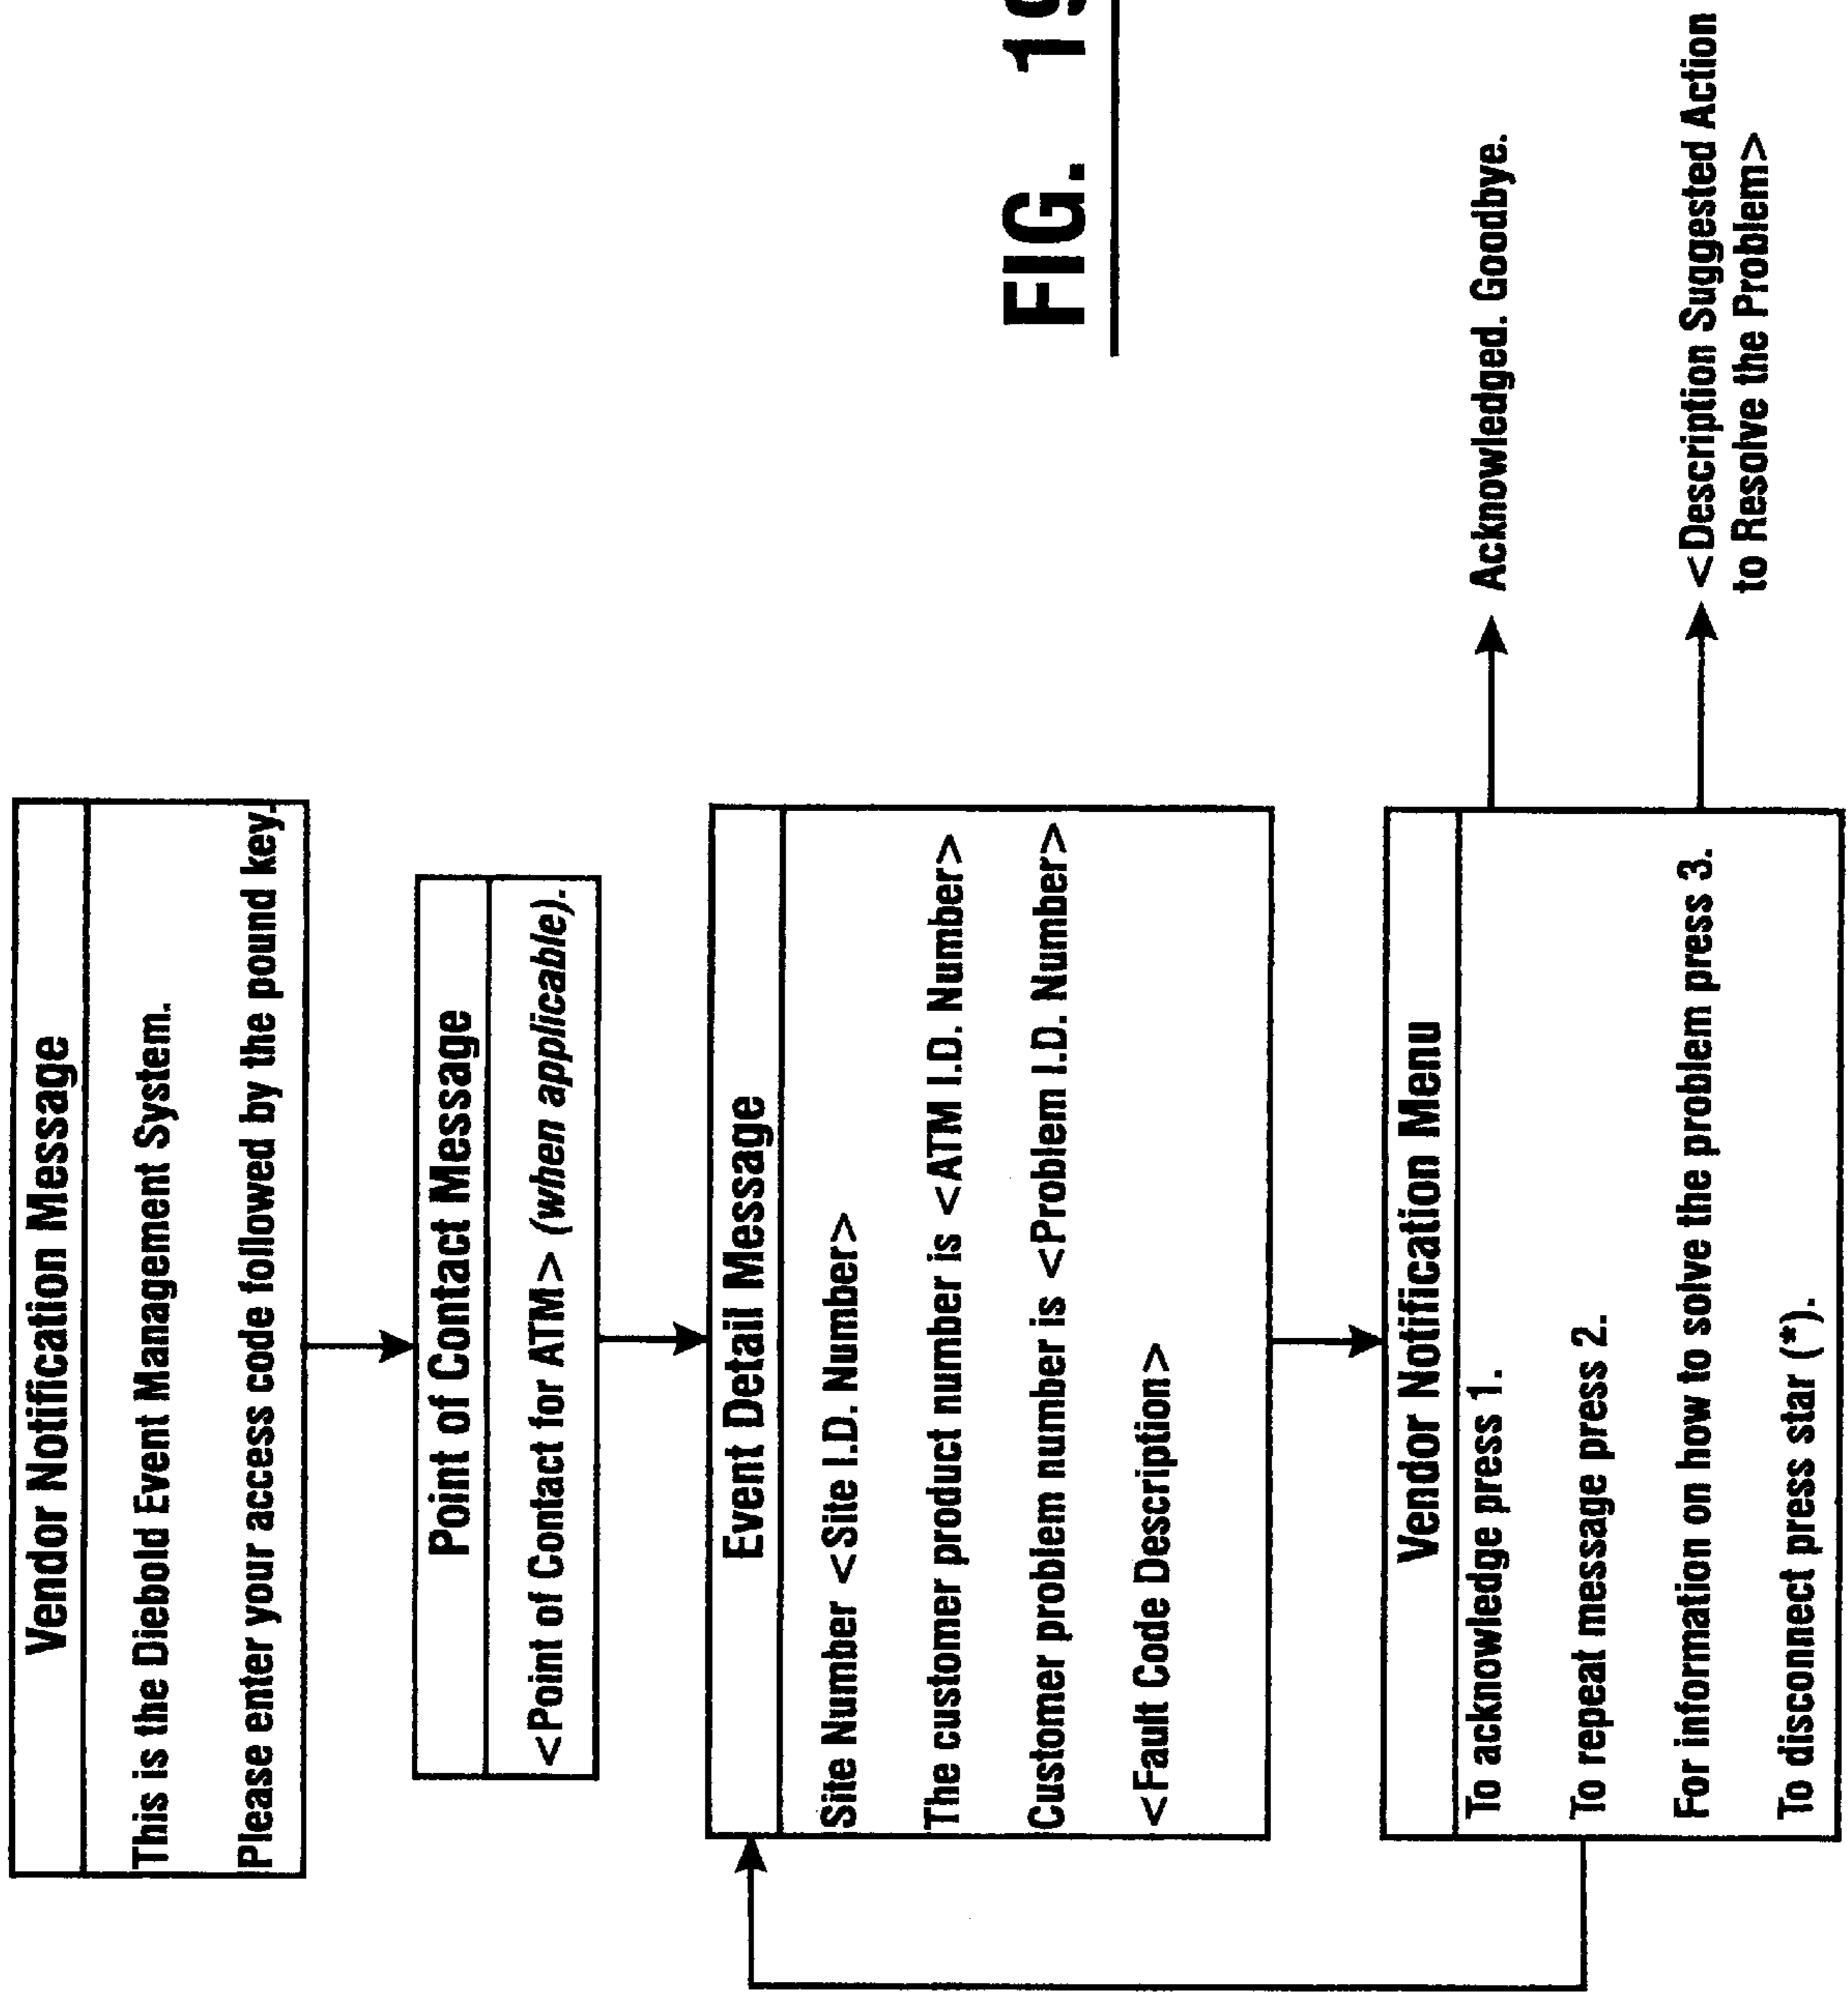 Vendor Notification Message
This is the Diebold Event Management System.
Please enter your access code followed by the pound key.
Point of Contact Message
<Point of Contact for ATM> (when applicable).
Event Detail Message
Site Number <Site I.D. Number>
The customer product number is <ATM I.D. Number>
Customer problem number is <Problem I.D. Number>
<Fault Code Description>
Vendor Notification Menu
To acknowledge press 1.
To repeat message press 2.
For information on how to solve the problem press 3.
To disconnect press star (*).
Acknowledged. Goodbye.
<Description Suggested Action
to Resolve the Problem>
FIG.